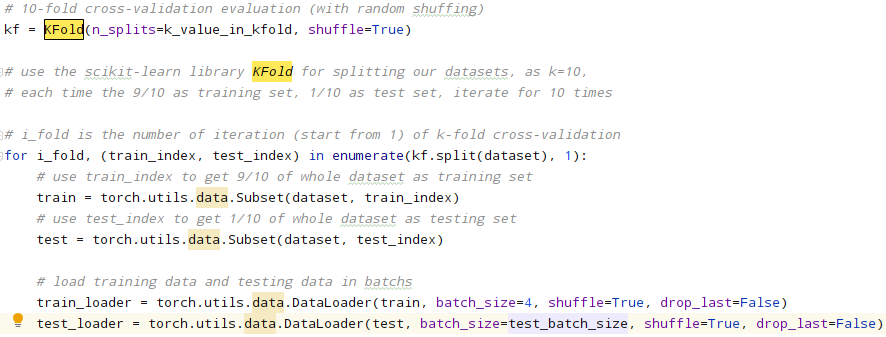 # 10-fold cross-validation evaluation (with random shuffing)
kf = KFold(n_splits=k_value_in_kfold, shuffle=True)
# use the scikit-learn library KFold for splitting our datasets, as k=10,
# each time the 9/10 as training set, 1/10 as test set, iterate for 10 times
# i_fold is the number of iteration (start from 1) of k-fold cross-validation
for i_fold, (train_index, test_index) in enumerate(kf.split(dataset), 1):
# use train_index to get 9/10 of whole dataset as training set
train = torch.utils.data.Subset(dataset, train_index)
# use test_index to get 1/10 of whole dataset as testing set
test = torch.utils.data.Subset(dataset, test_index)
# load training data and testing data in batchs
train_loader = torch.utils.data.DataLoader(train, batch_size=4, shuffle=True, drop_last=False)
test_loader = torch.utils.data.DataLoader(test, batch_size=test_batch_size, shuffle=True, drop_last=False)